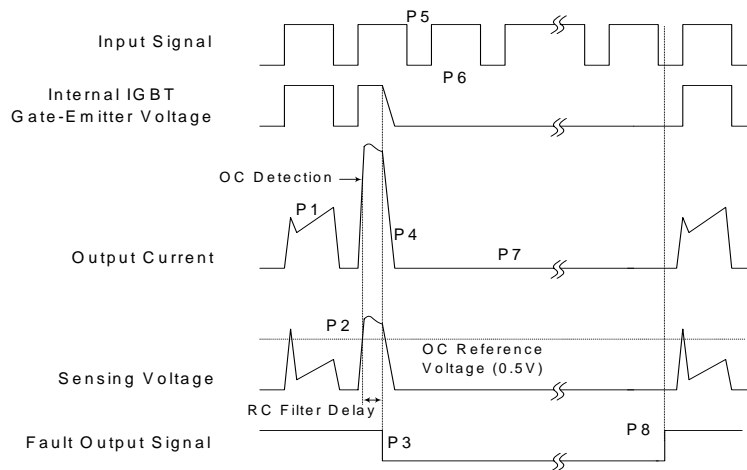 P5
Input Signal
P6
Internal IGBT
Gate-Emitter Voltage
OC Detection
P1
P4
P7
Output Current
P2
OC Reference
Voltage (0.5V)
Sensing Voltage
RC Filter Delay
P3
P8
Fault Output Signal